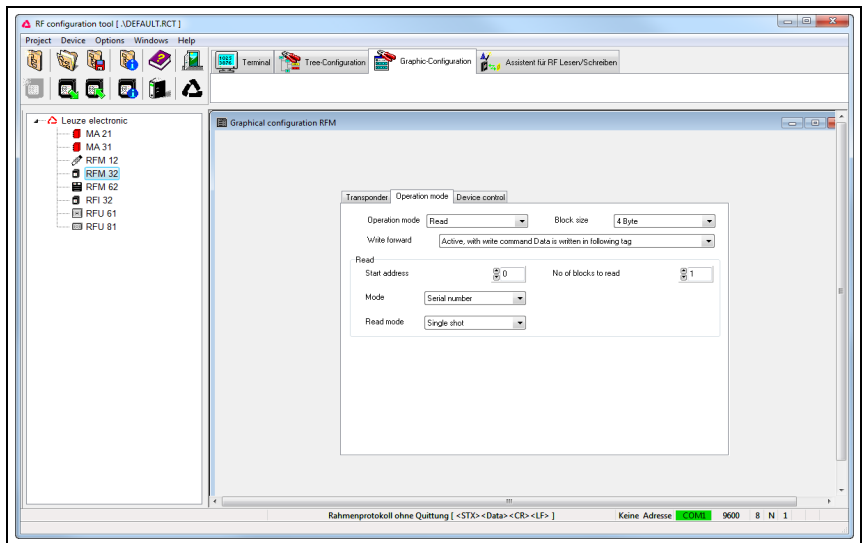 RF configuration tool [ .\DEFAULT.RCT ]
Project Device Options Windows Help
Terminal Tree-Configuration Graphic-Configuration Assistent für RF Lesen/Schreiben
Leuze electronic
MA 21
MA 31
RFM 12
RFM 32
RFM 62
RFI 32
RFU 61
RFU 81
Graphical configuration RFM
Transponder Operation mode Device control
Operation mode Read Block size 4 Byte
Write forward Active, with write command Data is written in following tag
Read
Start address 0 No of blocks to read 1
Mode Serial number
Read mode Single shot
Rahmenprotokoll ohne Quittung [ <STX><Data><CR><LF> ] Keine Adresse COM1 9600 8 N 1